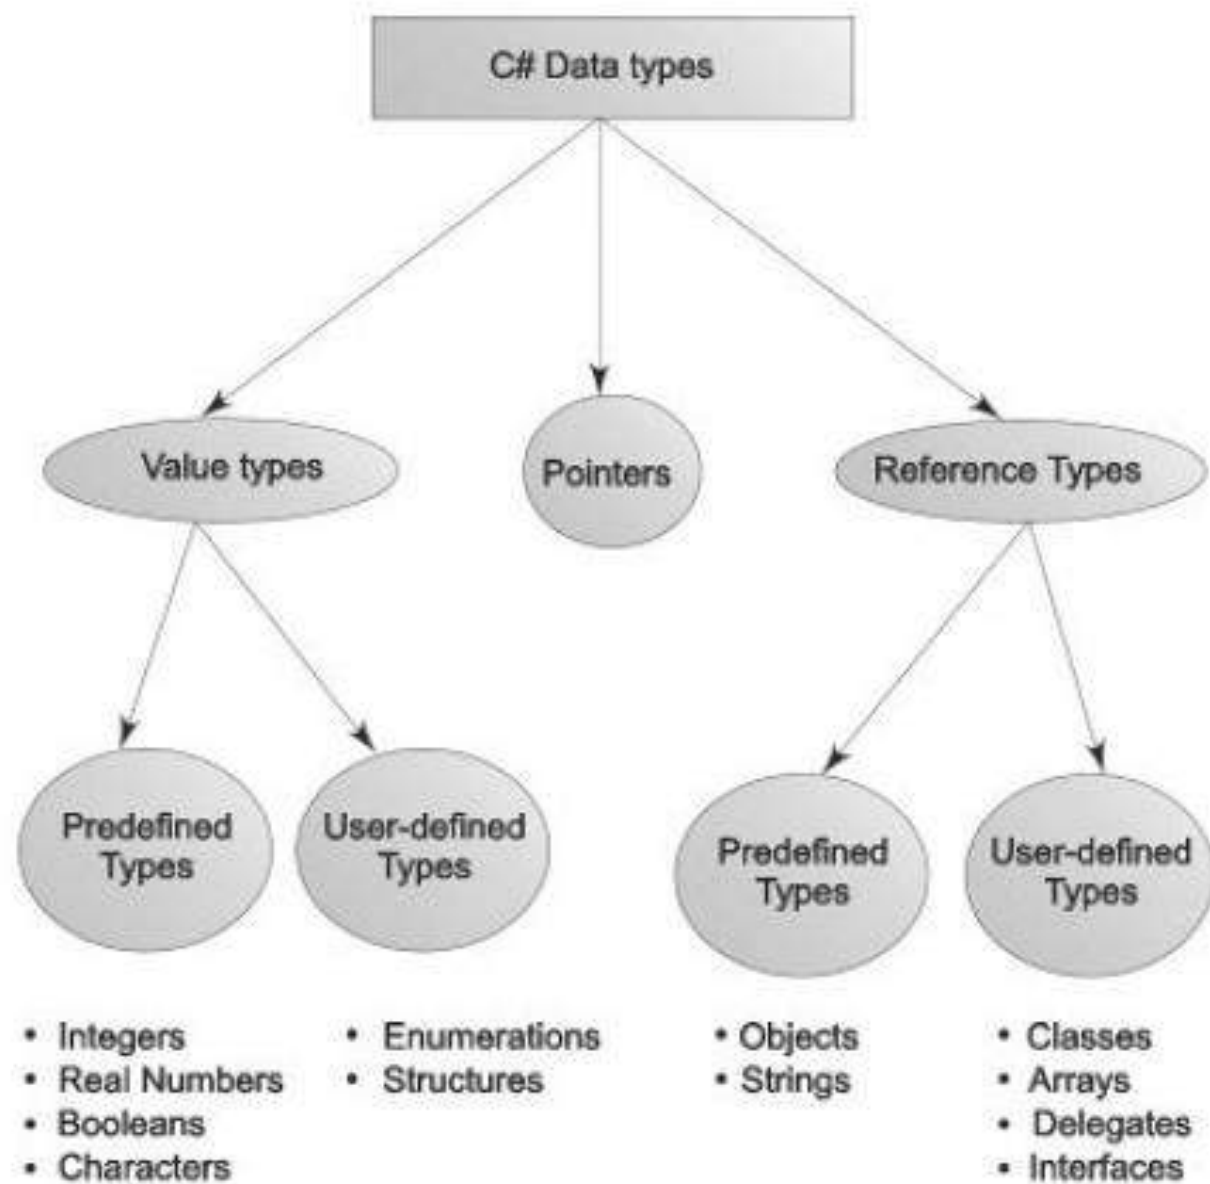 C# Data types
Value types
Pointers
Reference Types
Predefined
Types
User-defined
Types
Predefined
Types
User-defined
Types
• Integers
• Real Numbers
• Booleans
• Characters
• Enumerations
• Structures
• Objects
• Strings
• Classes
• Arrays
• Delegates
• Interfaces